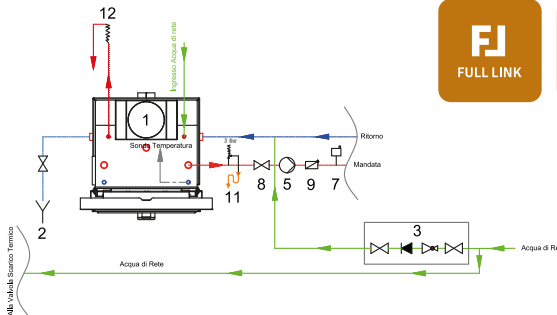 12
Ingresso Acqua di rete
FULL LINK
1
Sonda Temperatura
3 Bar
Ritorno
Mandata
11
8
5
9
7
2
3
Acqua di Re
Acqua di Rete
Alla Valvola Scarico Termico